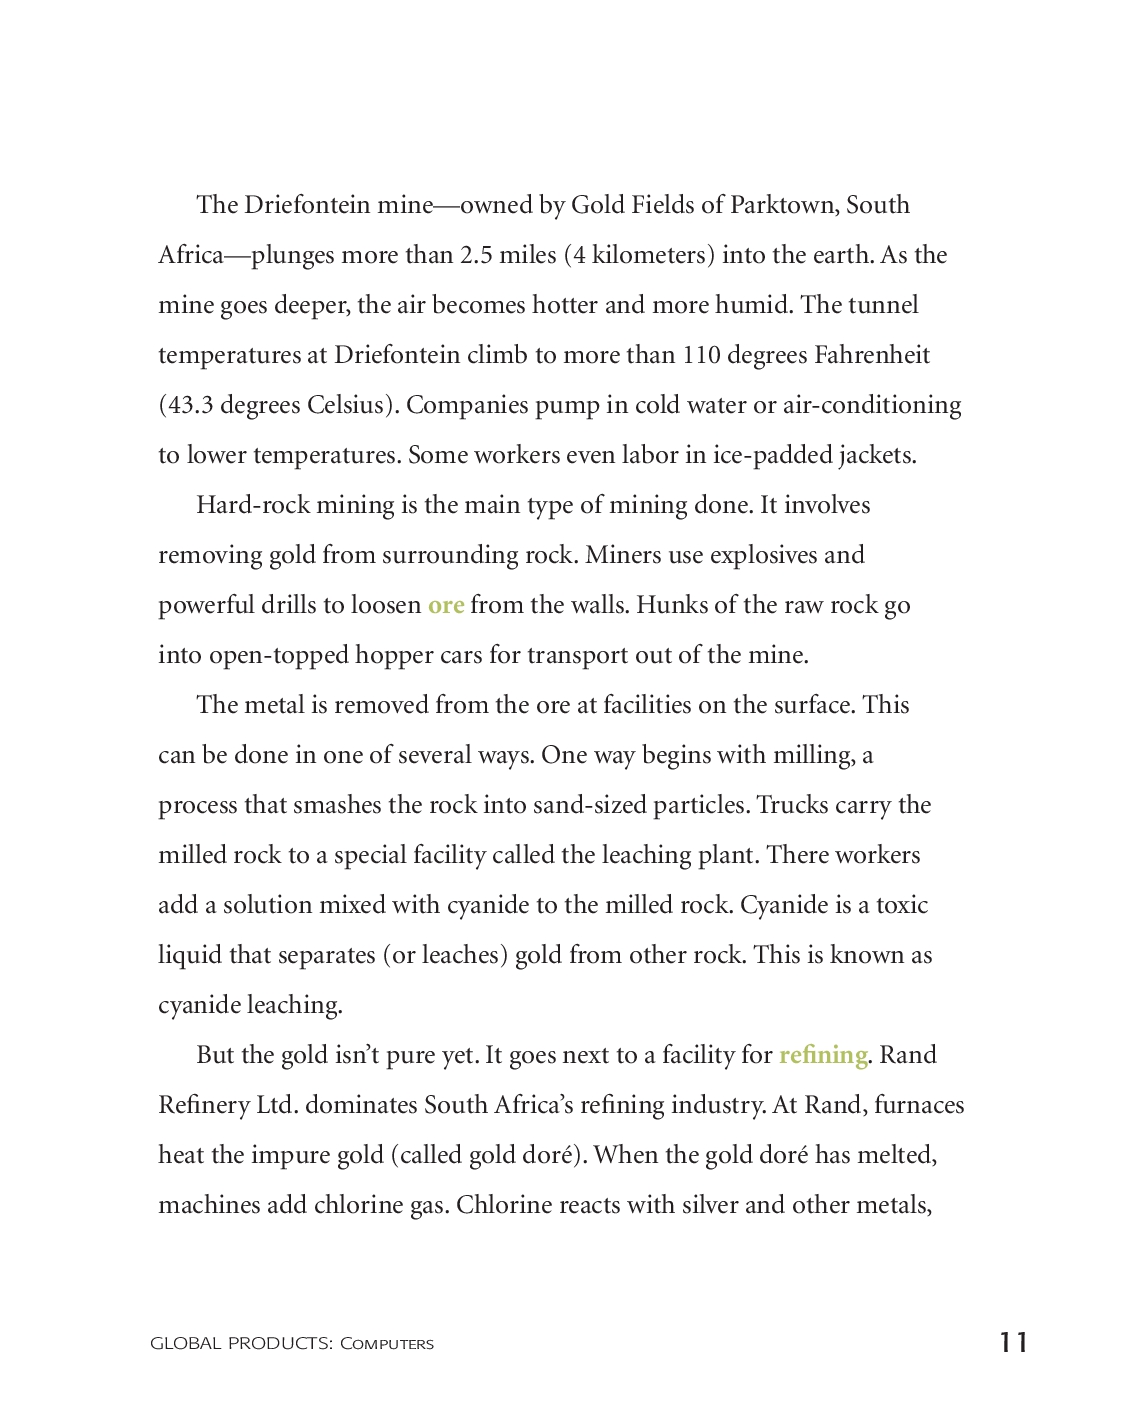 The Driefontein mine—owned by Gold Fields of Parktown, South
Africa—plunges more than 2.5 miles (4 kilometers) into the earth. As the
mine goes deeper, the air becomes hotter and more humid. The tunnel
temperatures at Driefontein climb to more than 110 degrees Fahrenheit
(43.3 degrees Celsius). Companies pump in cold water or air-conditioning
to lower temperatures. Some workers even labor in ice-padded jackets.
Hard-rock mining is the main type of mining done. It involves
removing gold from surrounding rock. Miners use explosives and
powerful drills to loosen ore from the walls. Hunks of the raw rock go
into open-topped hopper cars for transport out of the mine.
The metal is removed from the ore at facilities on the surface. This
can be done in one of several ways. One way begins with milling, a
process that smashes the rock into sand-sized particles. Trucks carry the
milled rock to a special facility called the leaching plant. There workers
add a solution mixed with cyanide to the milled rock. Cyanide is a toxic
liquid that separates (or leaches) gold from other rock. This is known as
cyanide leaching.
But the gold isn’t pure yet. It goes next to a facility for refining. Rand
Refinery Ltd. dominates South Africa’s refining industry. At Rand, furnaces
heat the impure gold (called gold doré). When the gold doré has melted,
machines add chlorine gas. Chlorine reacts with silver and other metals,
GLOBAL PRODUCTS: COMPUTERS 11